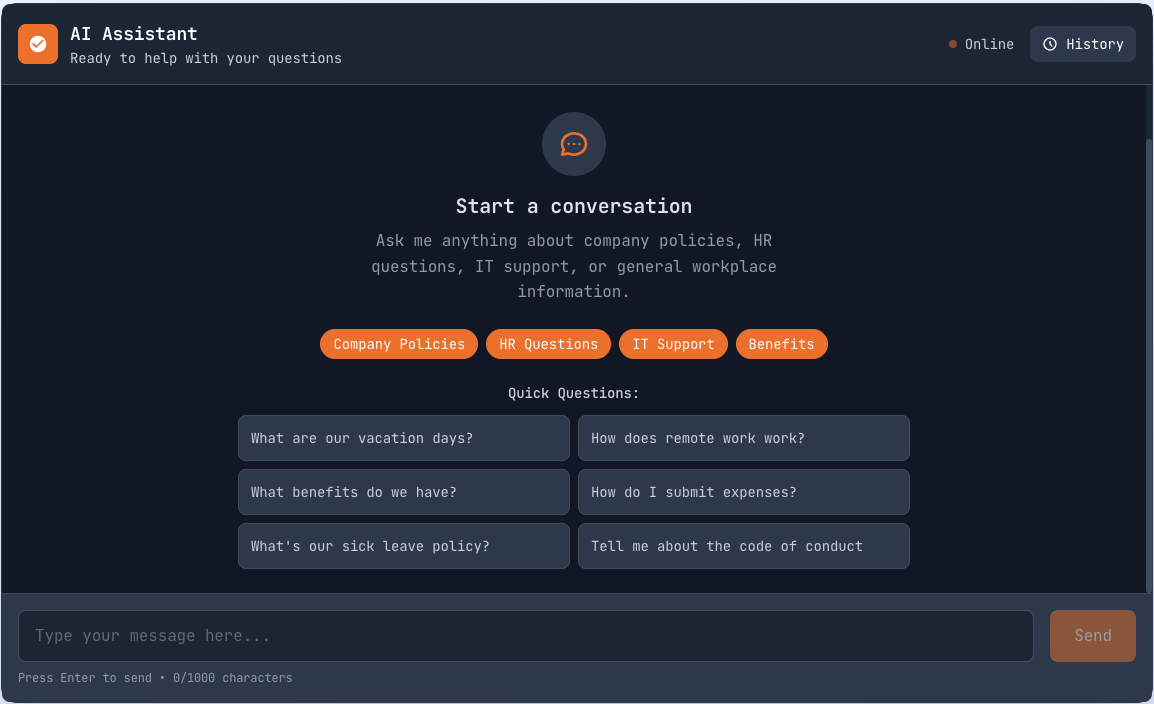 AI Assistant
Ready to help with your questions
Online
History
Start a conversation
Ask me anything about company policies, HR
questions, IT support, or general workplace
information.
Company Policies
HR Questions
IT Support
Benefits
Quick Questions:
What are our vacation days?
How does remote work work?
What benefits do we have?
How do I submit expenses?
What's our sick leave policy?
Tell me about the code of conduct
Type your message here...
Send
Press Enter to send • 0/1000 characters